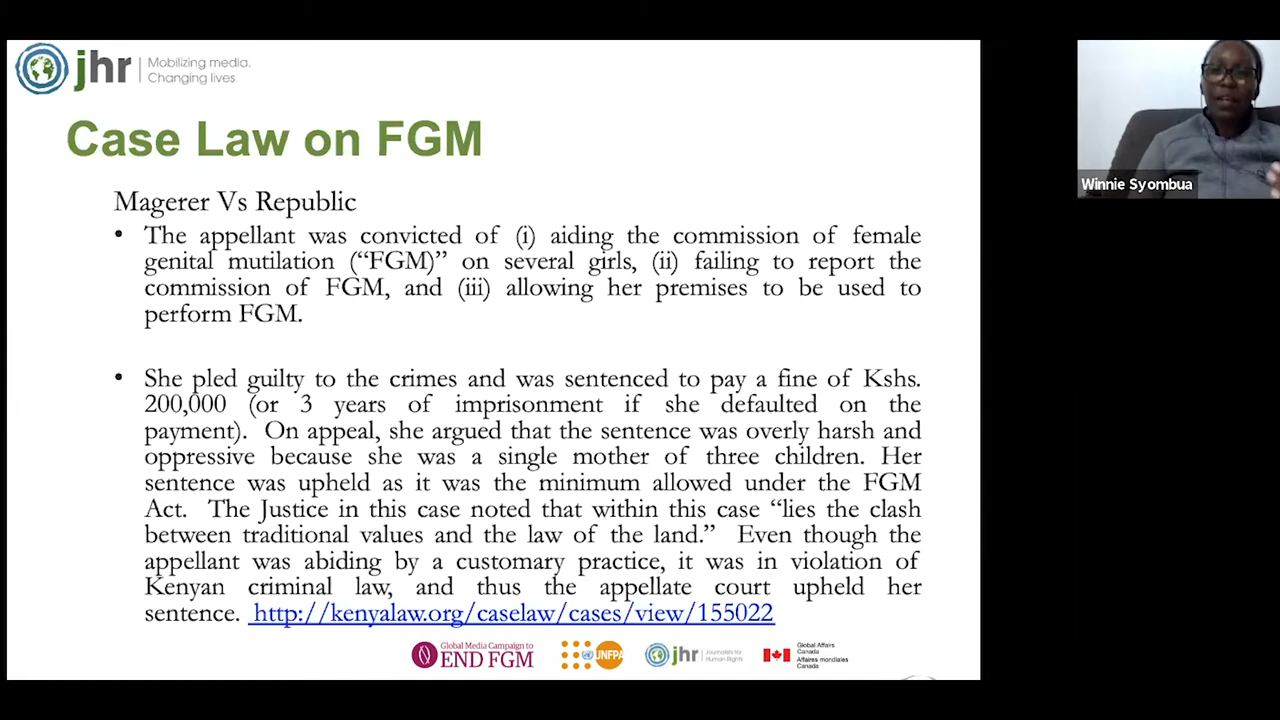 jhr
Mobilizing media.
Changing lives.
Case Law on FGM
Magerer Vs Republic
• The appellant was convicted of (i) aiding the commission of female
genital mutilation (“FGM)” on several girls, (ii) failing to report the
commission of FGM, and (iii) allowing her premises to be used to
perform FGM.
• She pled guilty to the crimes and was sentenced to pay a fine of Kshs.
200,000 (or 3 years of imprisonment if she defaulted on the
payment). On appeal, she argued that the sentence was overly harsh and
oppressive because she was a single mother of three children. Her
sentence was upheld as it was the minimum allowed under the FGM
Act. The Justice in this case noted that within this case “lies the clash
between traditional values and the law of the land.” Even though the
appellant was abiding by a customary practice, it was in violation of
Kenyan criminal law, and thus the appellate court upheld her
sentence. http://kenyalaw.org/caselaw/cases/view/155022
Global Media Campaign to
END FGM
UNFPA
jhr
Journalists for
Human Rights
Global Affairs
Canada
Affaires mondiales
Canada
Winnie Syombua